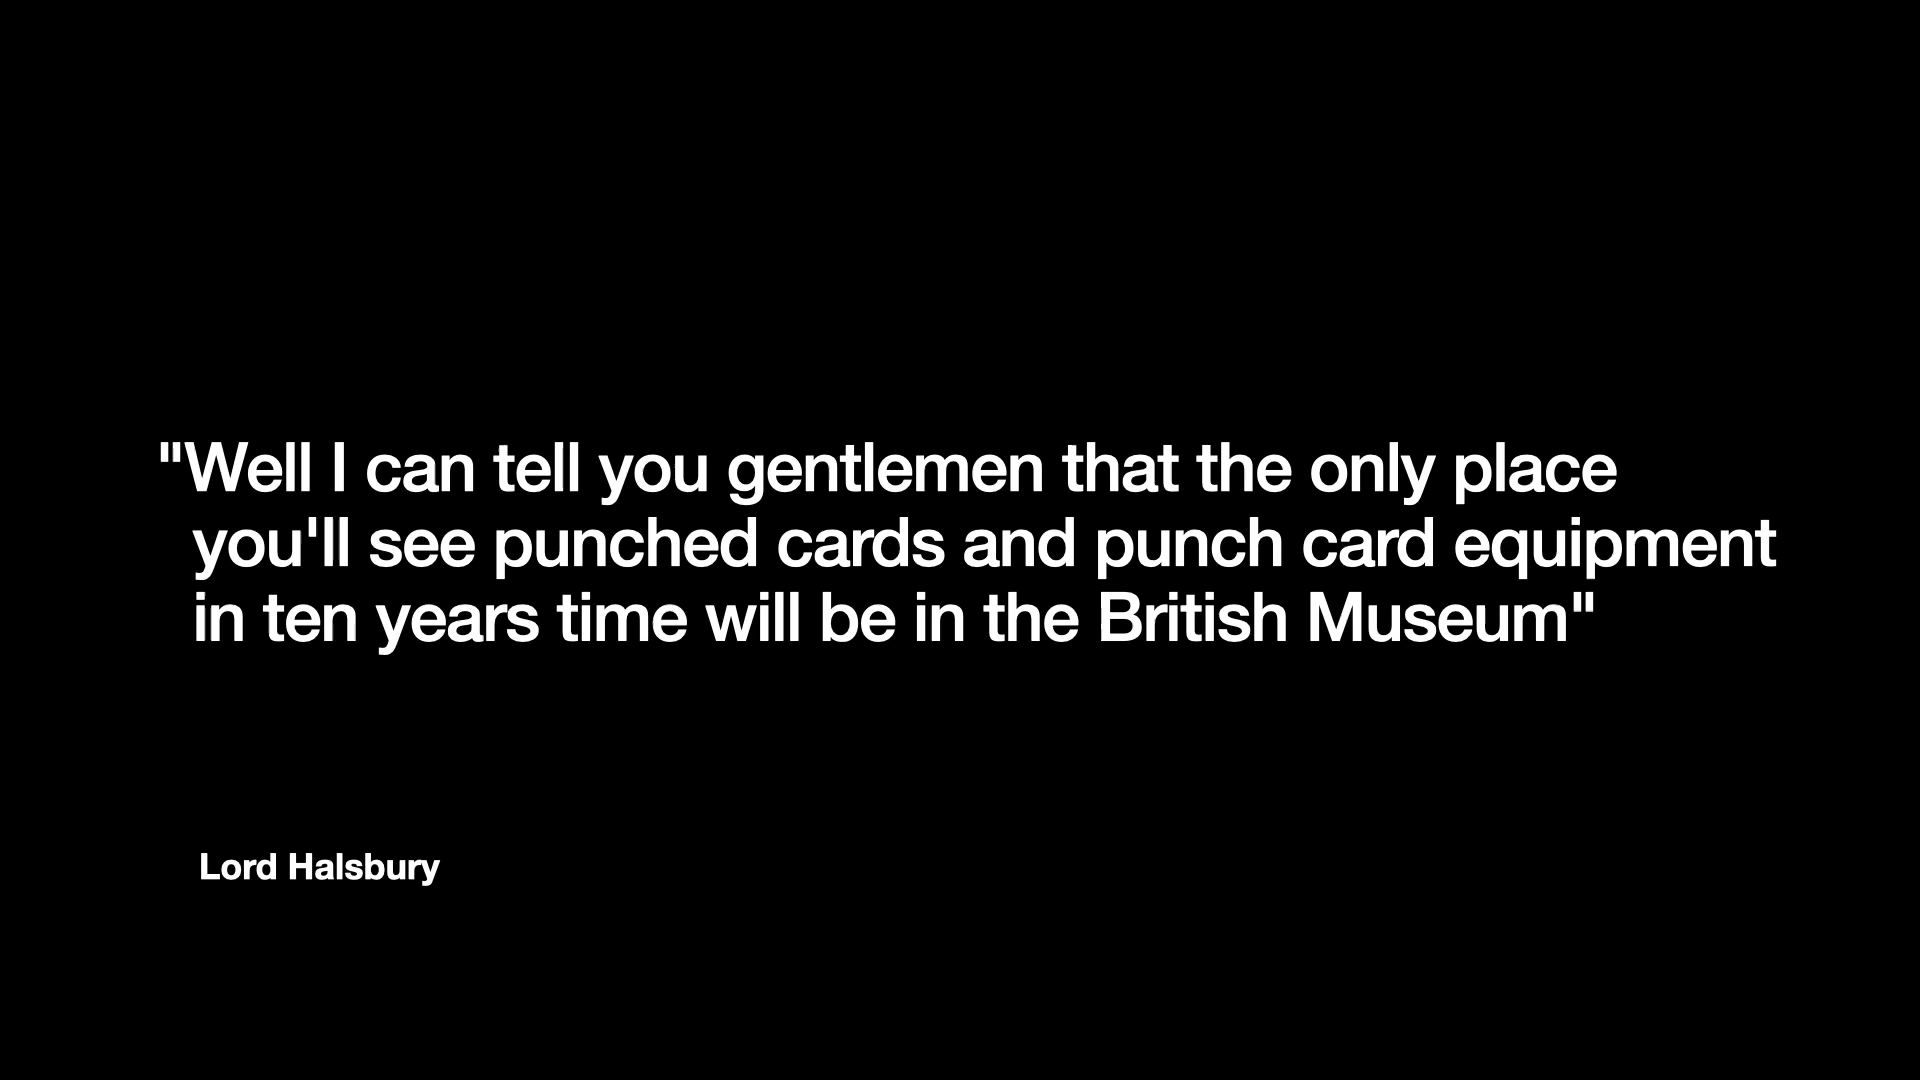 "Well I can tell you gentlemen that the only place
you'll see punched cards and punch card equipment
in ten years time will be in the British Museum"
Lord Halsbury